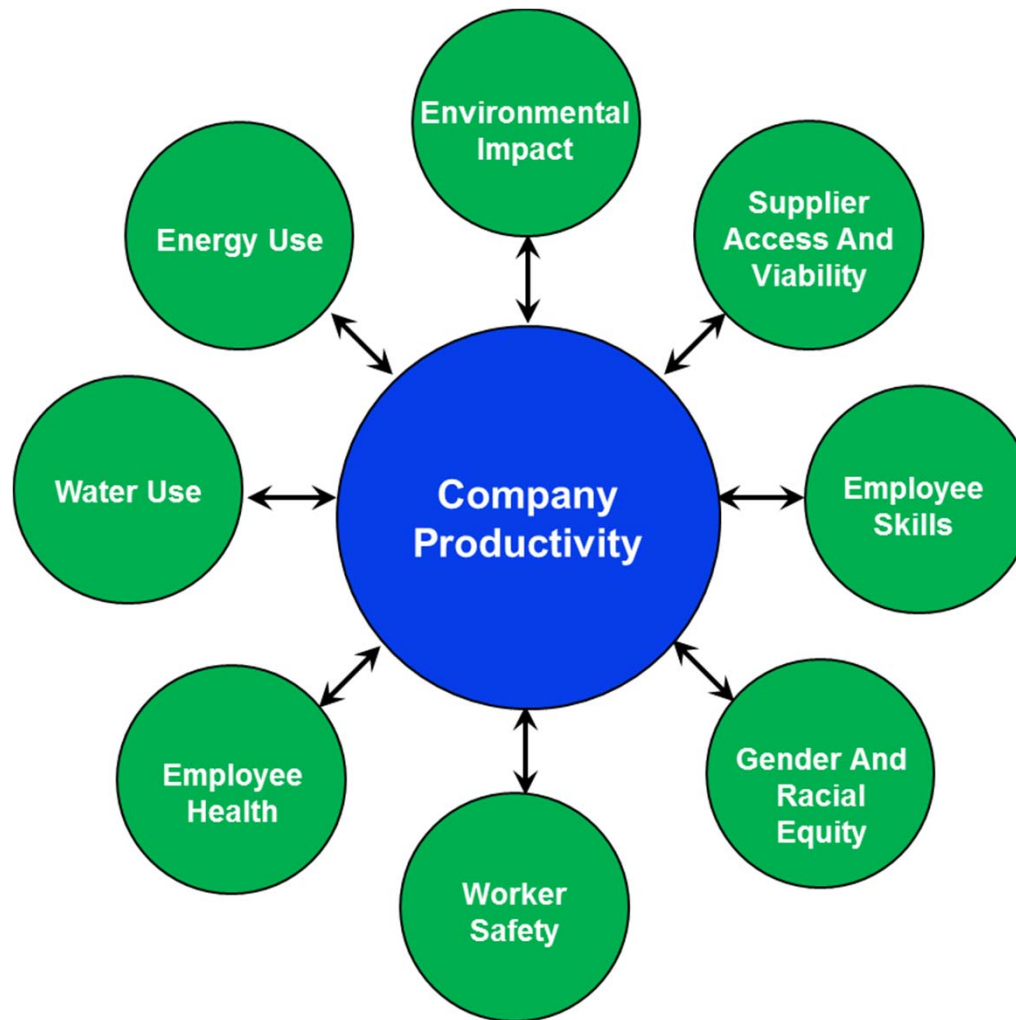 Environmental
Impact
Supplier
Access And
Viability
Energy Use
Company
Productivity
Employee
Skills
Water Use
Gender And
Racial
Equity
Employee
Health
Worker
Safety